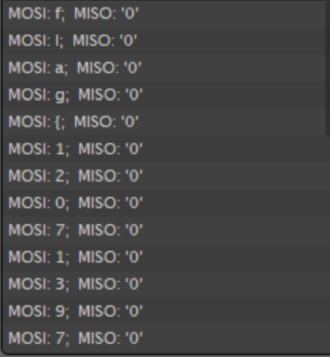 MOSI: f;  MISO: '0'
MOSI: l;  MISO: '0'
MOSI: a;  MISO: '0'
MOSI: g;  MISO: '0'
MOSI: {;  MISO: '0'
MOSI: 1;  MISO: '0'
MOSI: 2;  MISO: '0'
MOSI: 0;  MISO: '0'
MOSI: 7;  MISO: '0'
MOSI: 1;  MISO: '0'
MOSI: 3;  MISO: '0'
MOSI: 9;  MISO: '0'
MOSI: 7;  MISO: '0'